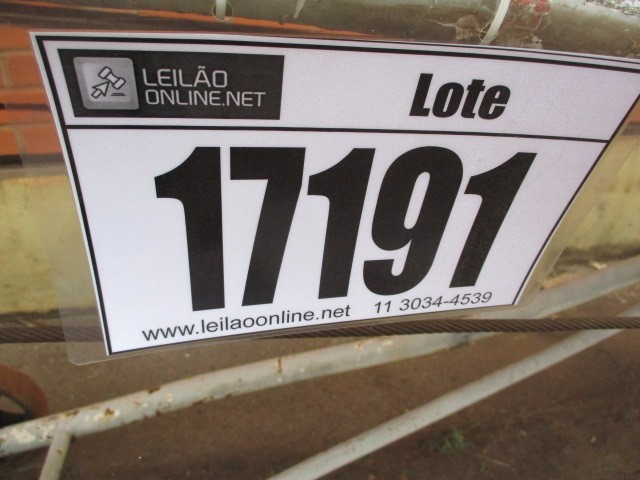 LEILÃO
ONLINE.NET
Lote
17191
www.leilaoonline.net 11 3034-4539